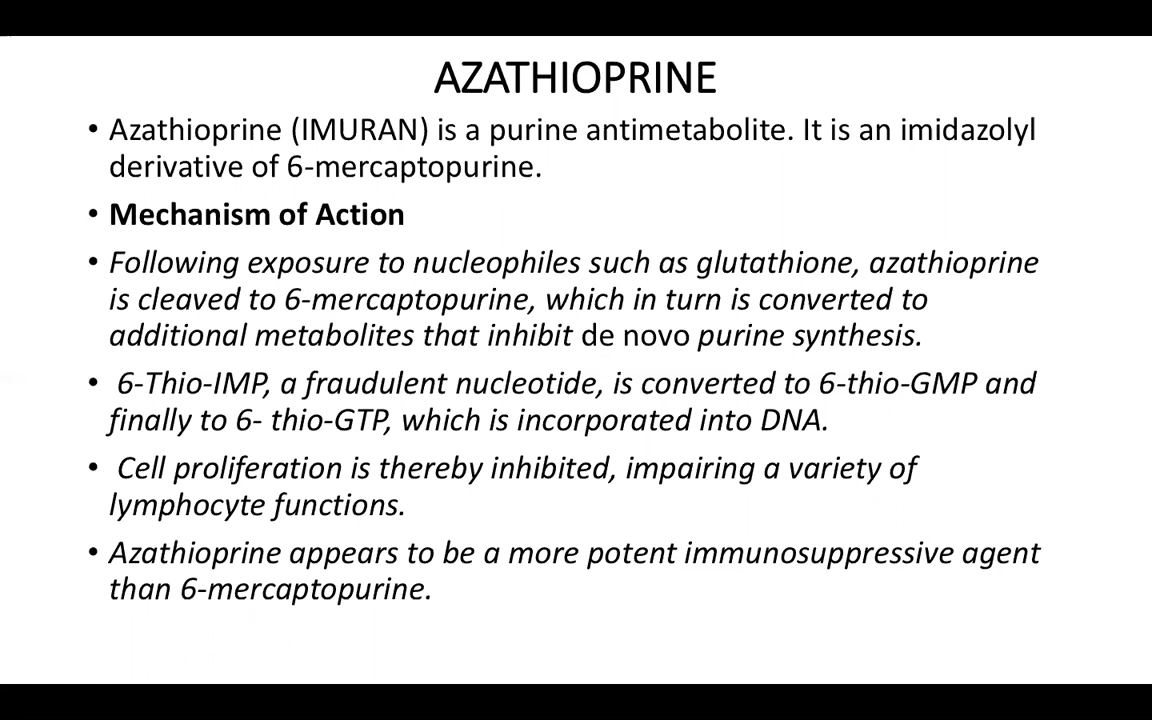 AZATHIOPRINE
• Azathioprine (IMURAN) is a purine antimetabolite. It is an imidazolyl
derivative of 6-mercaptopurine.
• Mechanism of Action
• Following exposure to nucleophiles such as glutathione, azathioprine
is cleaved to 6-mercaptopurine, which in turn is converted to
additional metabolites that inhibit de novo purine synthesis.
• 6-Thio-IMP, a fraudulent nucleotide, is converted to 6-thio-GMP and
finally to 6- thio-GTP, which is incorporated into DNA.
• Cell proliferation is thereby inhibited, impairing a variety of
lymphocyte functions.
• Azathioprine appears to be a more potent immunosuppressive agent
than 6-mercaptopurine.